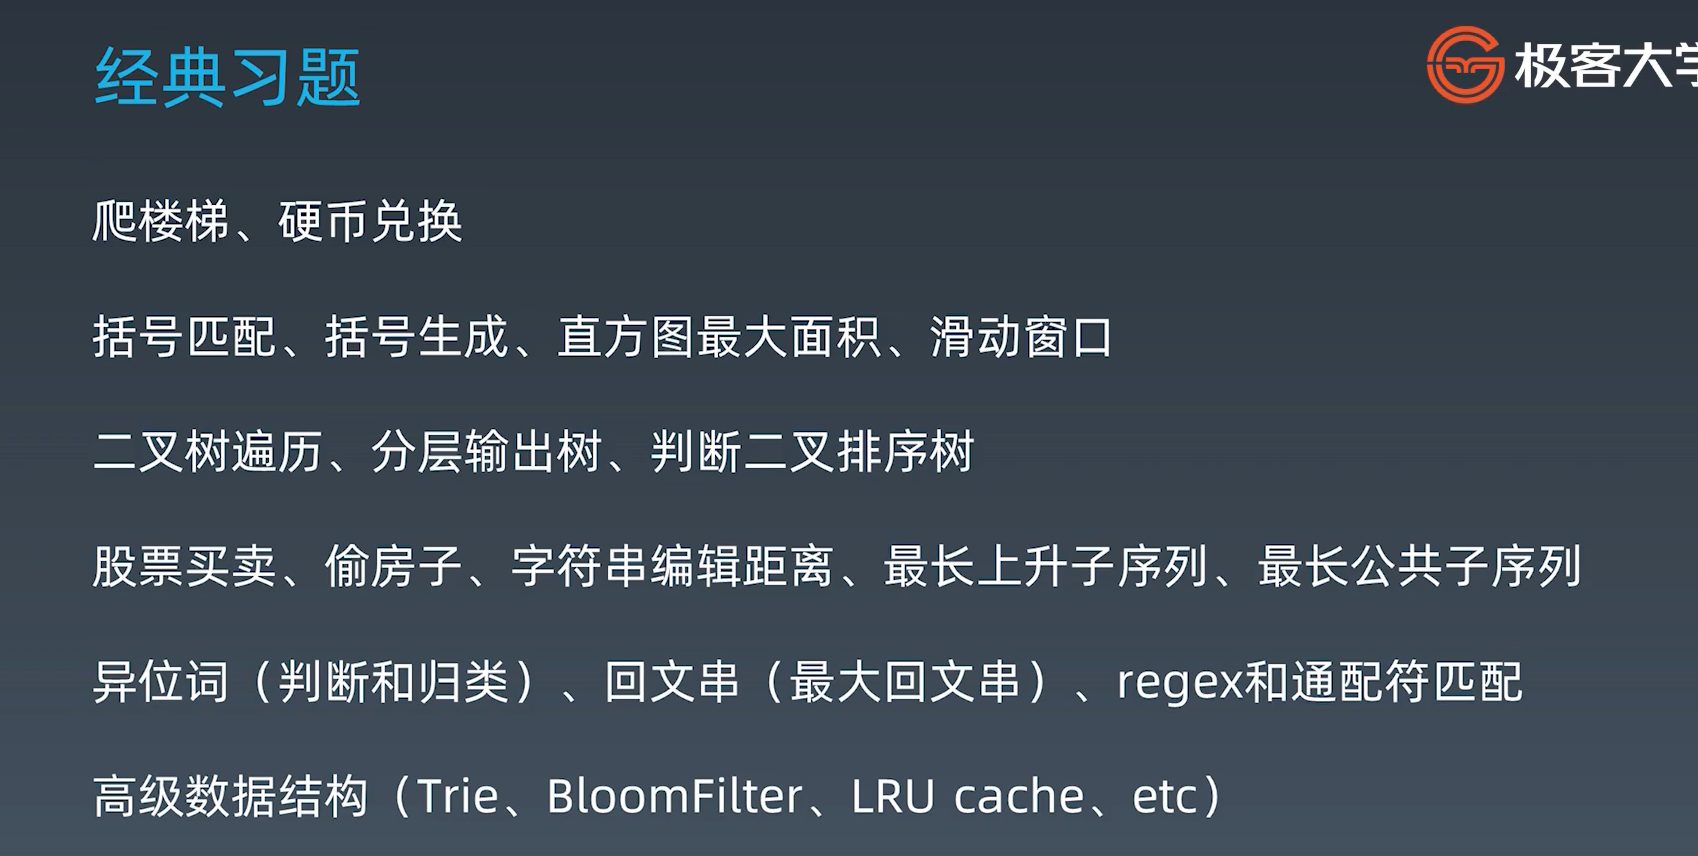 经典习题
极客大学
爬楼梯、硬币兑换
括号匹配、括号生成、直方图最大面积、滑动窗口
二叉树遍历、分层输出树、判断二叉排序树
股票买卖、偷房子、字符串编辑距离、最长上升子序列、最长公共子序列
异位词（判断和归类）、回文串（最大回文串）、regex和通配符匹配
高级数据结构（Trie、BloomFilter、LRU cache、etc）